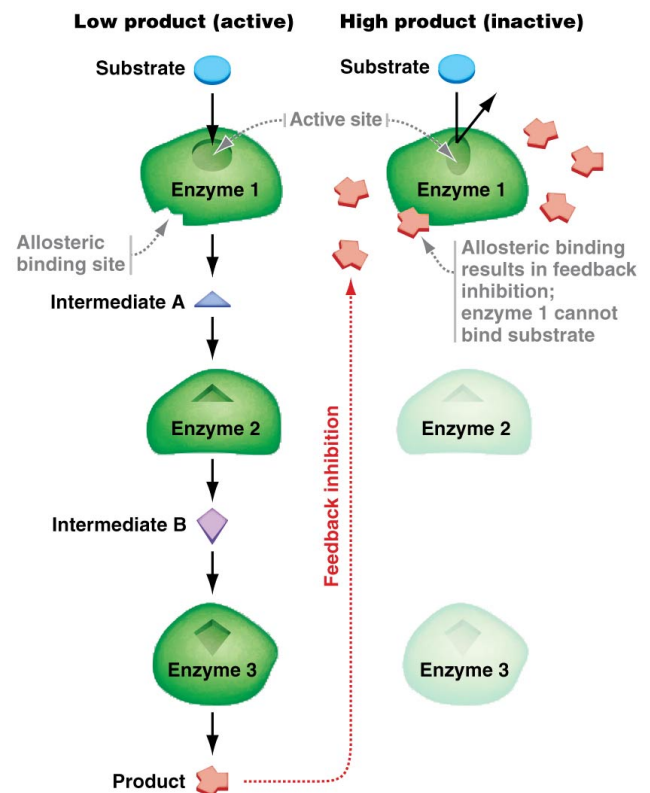 Low product (active)
High product (inactive)
Substrate
Substrate
Active site
Enzyme 1
Enzyme 1
Allosteric
binding site
Allosteric binding
results in feedback
inhibition;
enzyme 1 cannot
bind substrate
Intermediate A
Enzyme 2
Enzyme 2
Feedback inhibition
Intermediate B
Enzyme 3
Enzyme 3
Product